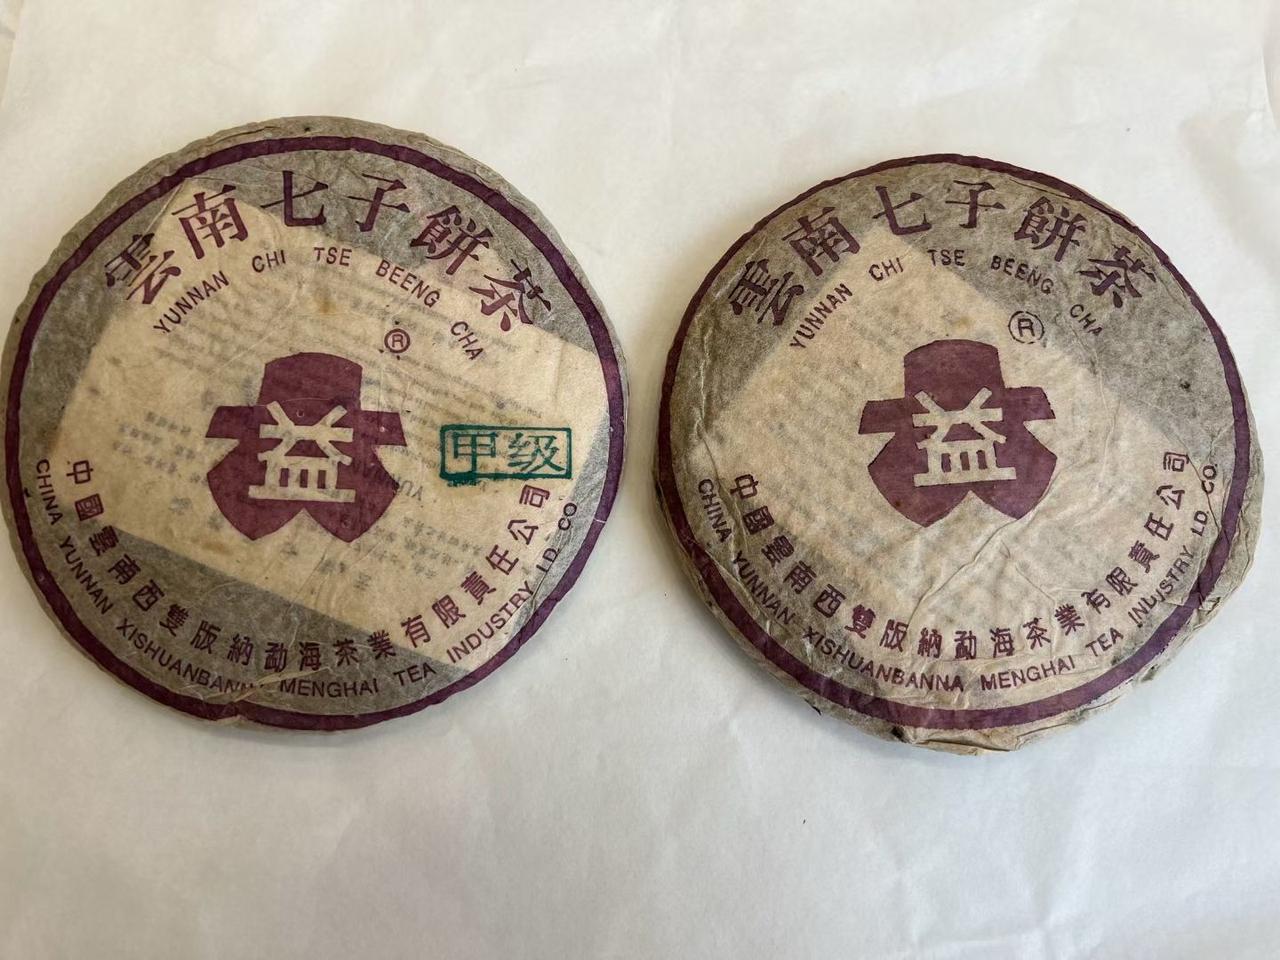 雲南七子餅茶
YUNNAN CHI TSE BEENG CHA
®
益
甲级
中國雲南西雙版納勐海茶業有限責任公司
CHINA YUNNAN XISHUANBANNA MENGHAI TEA INDUSTRY LD. CO.
雲南七子餅茶
YUNNAN CHI TSE BEENG CHA
®
益
中國雲南西雙版納勐海茶業有限責任公司
CHINA YUNNAN XISHUANBANNA MENGHAI TEA INDUSTRY LD. CO.